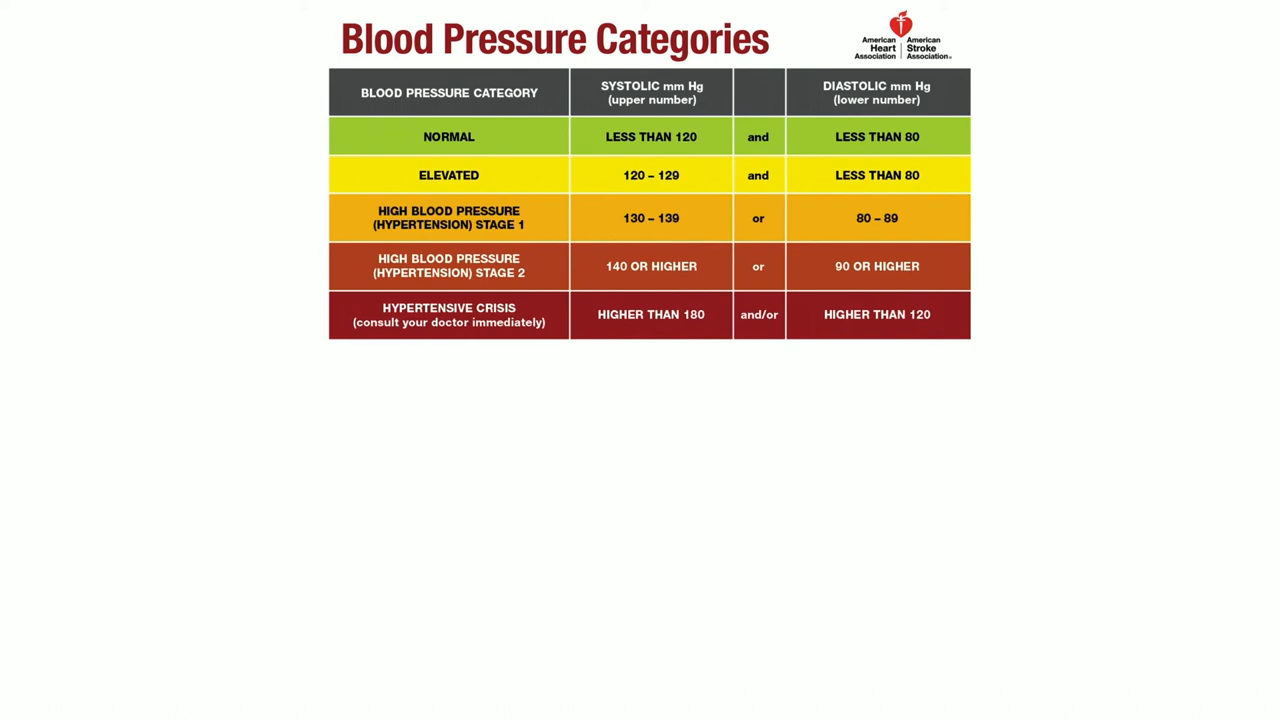 Blood Pressure Categories
American Heart Association
American Stroke Association®
BLOOD PRESSURE CATEGORY
SYSTOLIC mm Hg
(upper number)
DIASTOLIC mm Hg
(lower number)
NORMAL
LESS THAN 120
and
LESS THAN 80
ELEVATED
120 – 129
and
LESS THAN 80
HIGH BLOOD PRESSURE
(HYPERTENSION) STAGE 1
130 – 139
or
80 – 89
HIGH BLOOD PRESSURE
(HYPERTENSION) STAGE 2
140 OR HIGHER
or
90 OR HIGHER
HYPERTENSIVE CRISIS
(consult your doctor immediately)
HIGHER THAN 180
and/or
HIGHER THAN 120